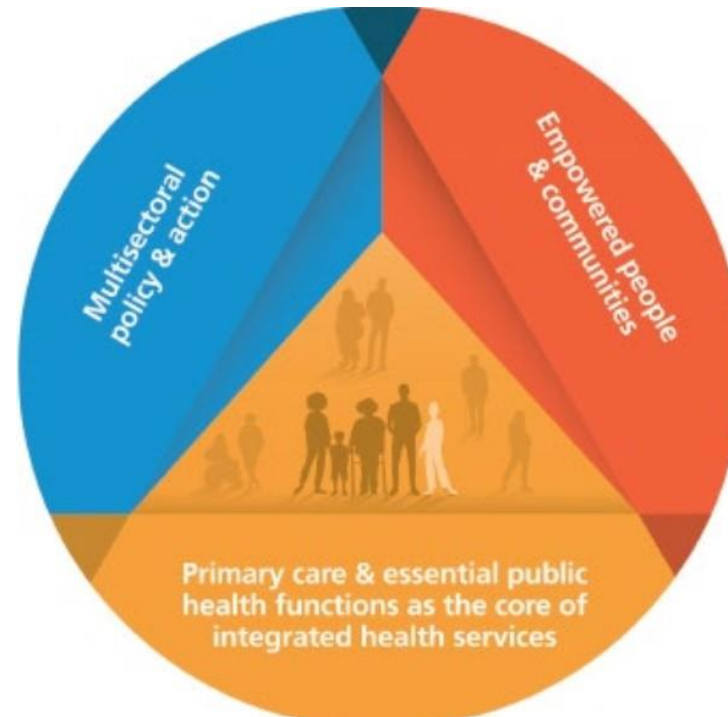 Multisectoral
policy & action
Empowered people
& communities
Primary care & essential public
health functions as the core of
integrated health services